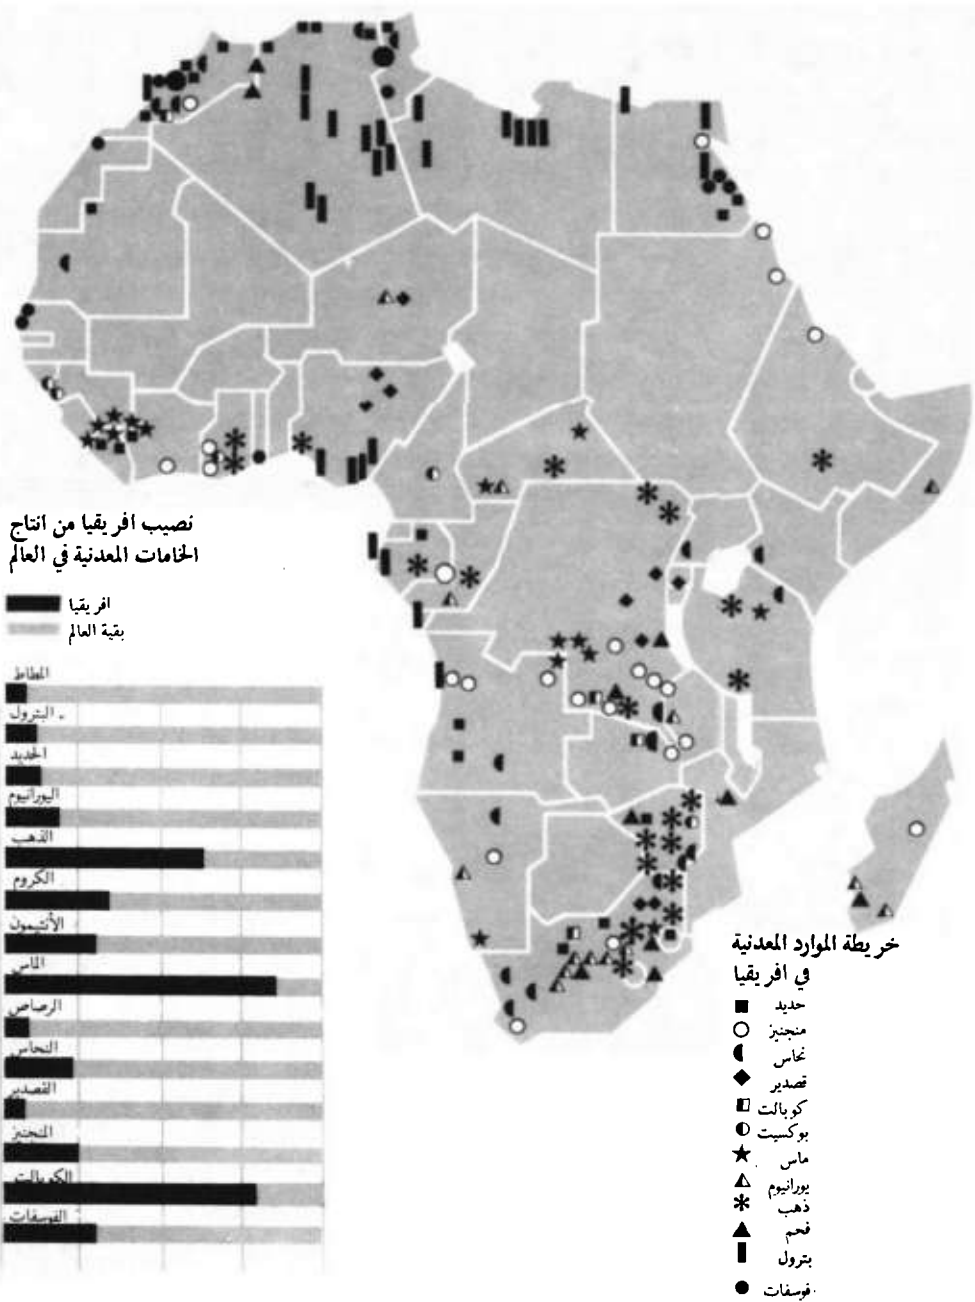 نصيب افريقيا من انتاج
الخامات المعدنية في العالم
افريقيا
بقية العالم
المطاط
البترول
الحديد
اليورانيوم
الذهب
الكروم
الأنتيمون
الماس
الرصاص
النحاس
القصدير
المنجنيز
الكوبالت
الفوسفات
خريطة الموارد المعدنية
في افريقيا
حديد
منجنيز
نحاس
قصدير
كوبالت
بوكسيت
ماس
يورانيوم
ذهب
فحم
بترول
فوسفات